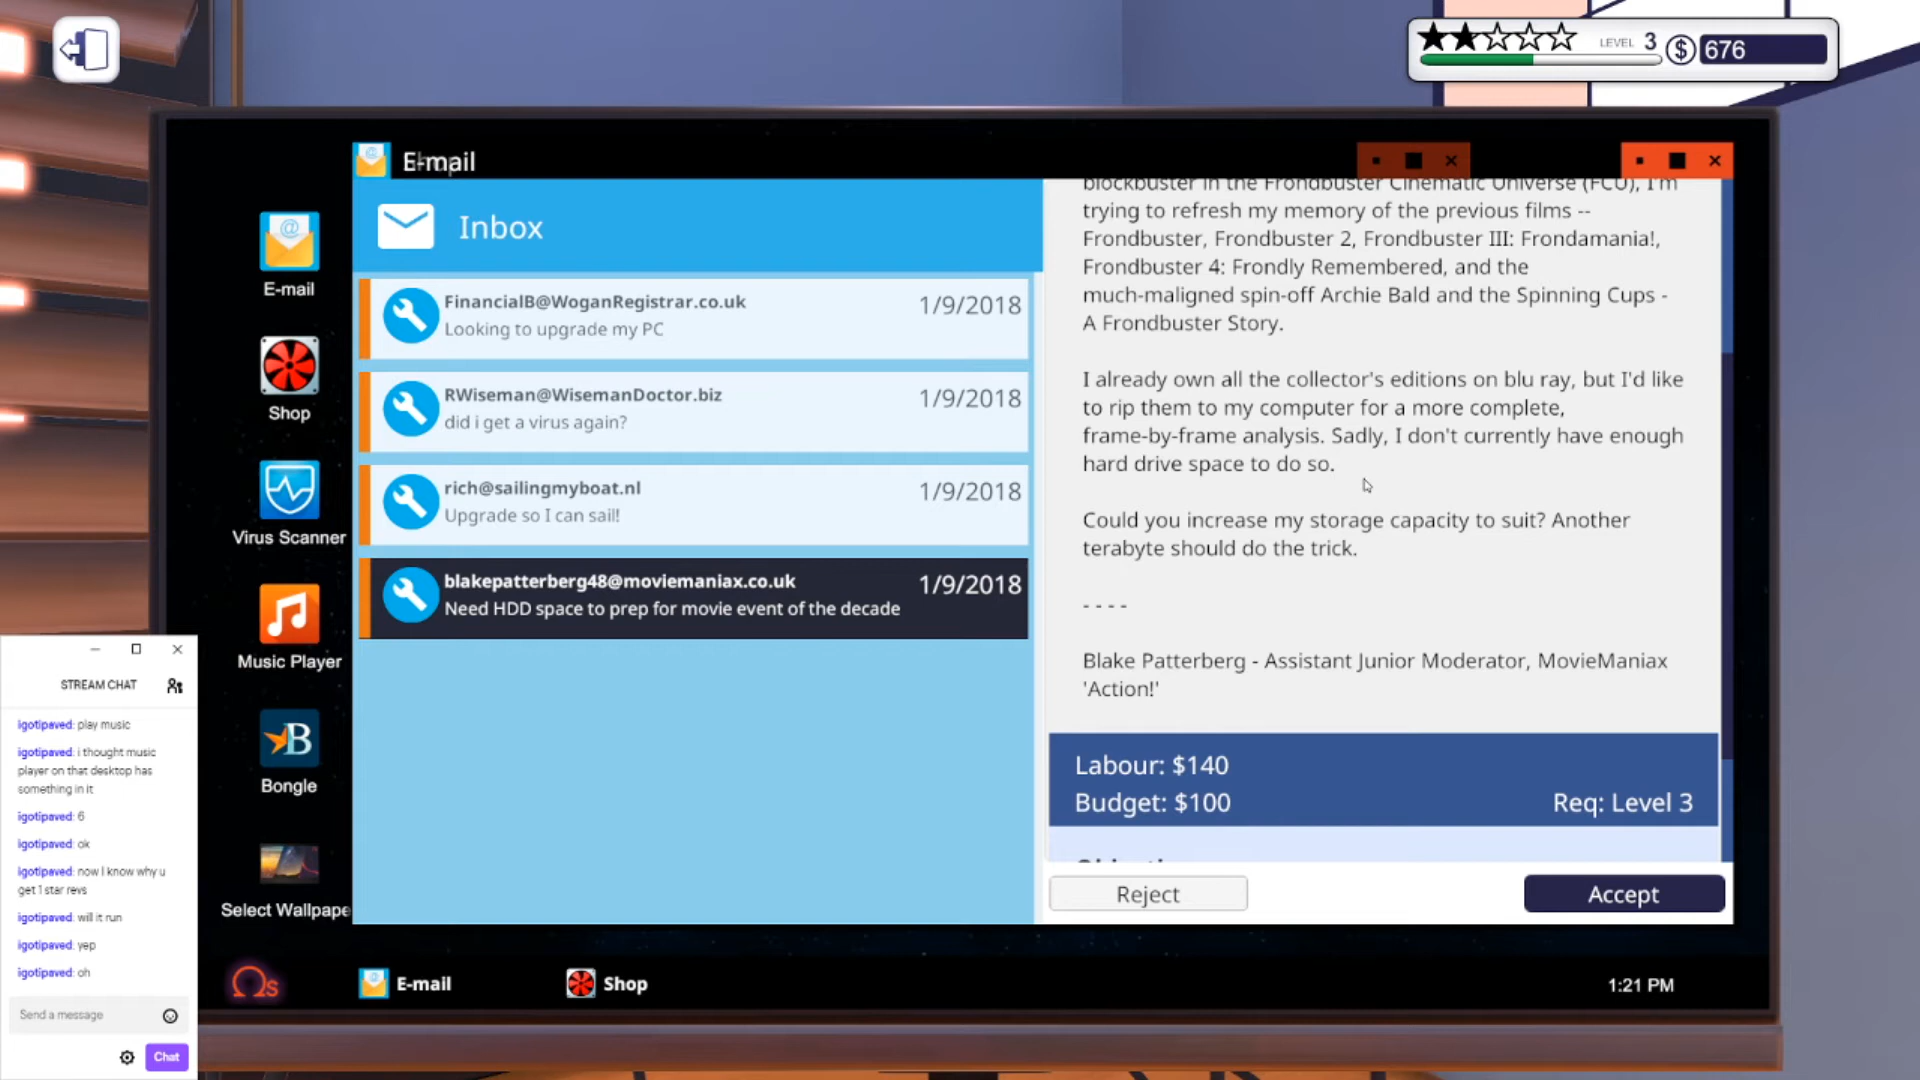 LEVEL 3
$ 676
E-mail
E-mail
Shop
Virus Scanner
Music Player
Bongle
Select Wallpape
Inbox
FinancialB@WoganRegistrar.co.uk
1/9/2018
Looking to upgrade my PC
RWiseman@WisemanDoctor.biz
1/9/2018
did i get a virus again?
rich@sailingmyboat.nl
1/9/2018
Upgrade so I can sail!
blakepatterberg48@moviemaniax.co.uk
1/9/2018
Need HDD space to prep for movie event of the decade
blockbuster in the Frondbuster Cinematic Universe (FCU), I'm
trying to refresh my memory of the previous films --
Frondbuster, Frondbuster 2, Frondbuster III: Frondamania!,
Frondbuster 4: Frondly Remembered, and the
much-maligned spin-off Archie Bald and the Spinning Cups -
A Frondbuster Story.
I already own all the collector's editions on blu ray, but I'd like
to rip them to my computer for a more complete,
frame-by-frame analysis. Sadly, I don't currently have enough
hard drive space to do so.
Could you increase my storage capacity to suit? Another
terabyte should do the trick.
- - - -
Blake Patterberg - Assistant Junior Moderator, MovieManiax
'Action!'
Labour: $140
Budget: $100
Req: Level 3
Reject
Accept
Ωs
E-mail
Shop
1:21 PM
STREAM CHAT
igotipaved: play music
igotipaved: i thought music
player on that desktop has
something in it
igotipaved: 6
igotipaved: ok
igotipaved: now I know why u
get 1 star revs
igotipaved: will it run
igotipaved: yep
igotipaved: oh
Send a message
Chat